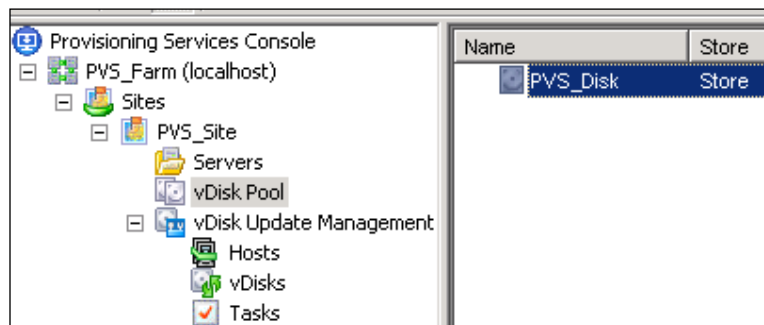 Provisioning Services Console
PVS_Farm (localhost)
Sites
PVS_Site
Servers
vDisk Pool
vDisk Update Management
Hosts
vDisks
Tasks
Name Store
PVS_Disk Store